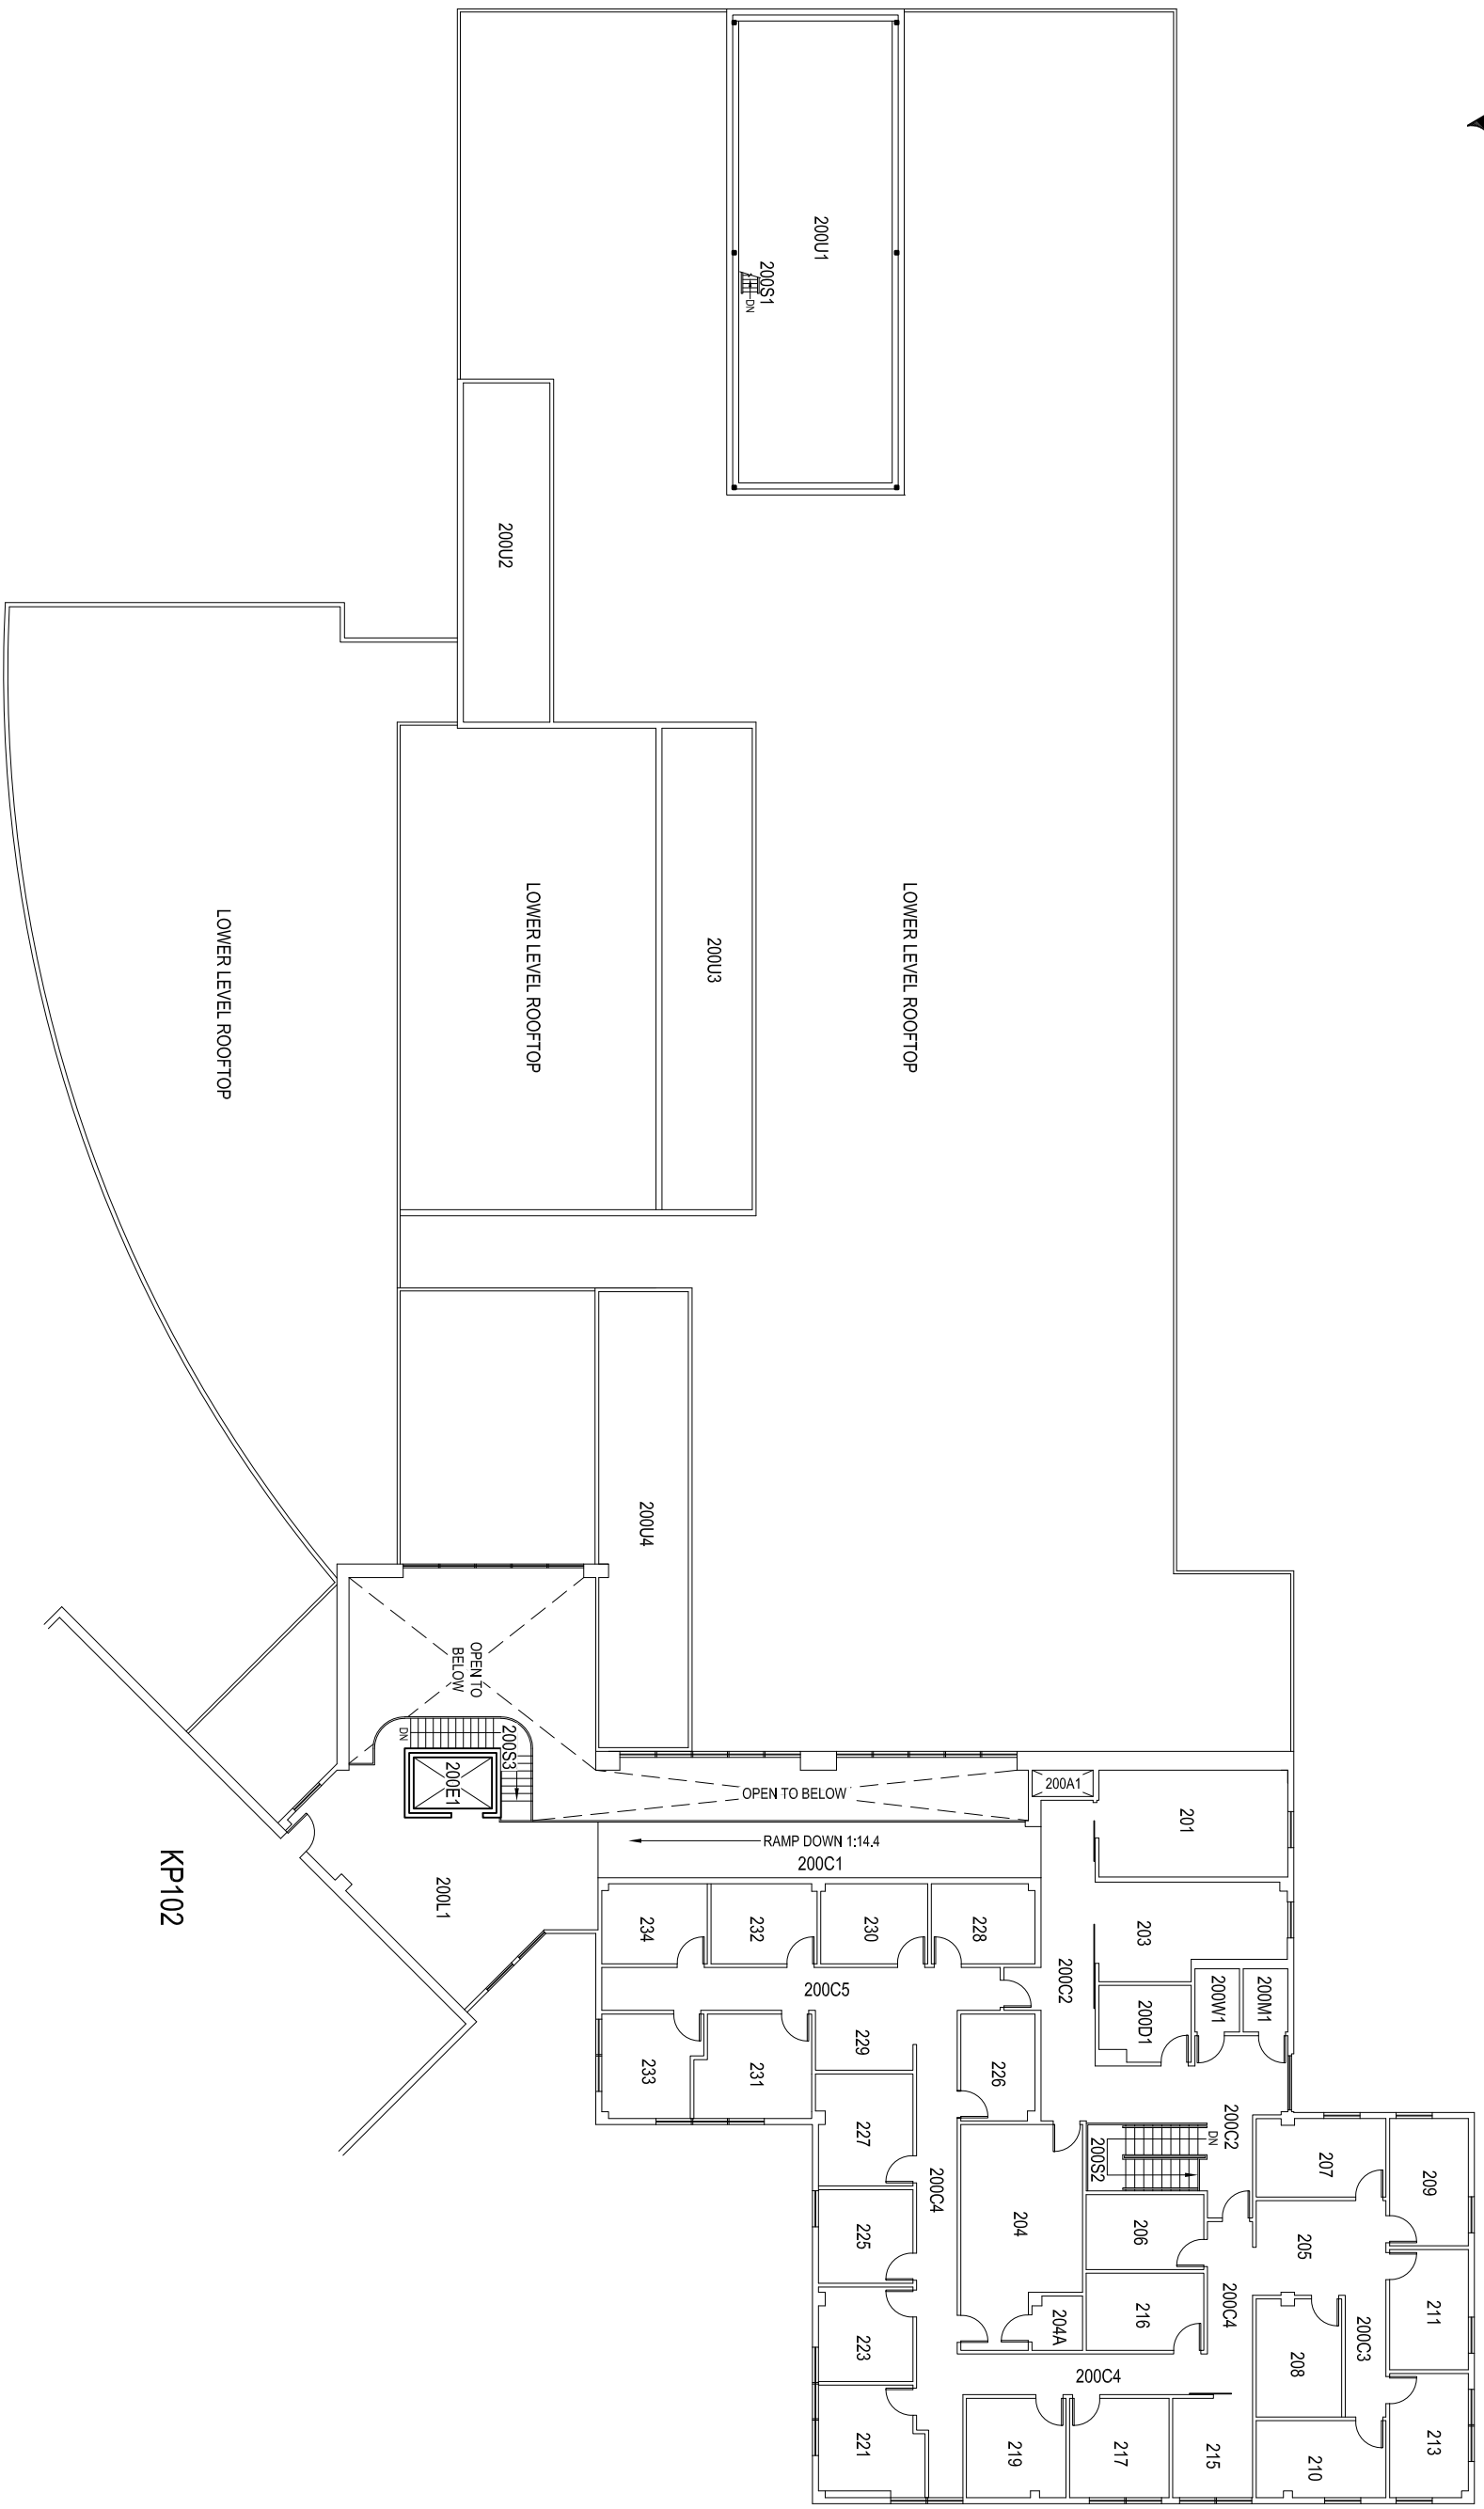 200U1
200S1
DN
200U2
LOWER LEVEL ROOFTOP
LOWER LEVEL ROOFTOP
LOWER LEVEL ROOFTOP
200U3
200U4
OPEN TO
BELOW
DN
200S3
200E1
200L1
KP102
OPEN TO BELOW
RAMP DOWN 1:14.4
200C1
200A1
201
203
200C2
200D1
200W1
200M1
200C2
DN
200S2
234
232
230
228
200C5
229
226
233
231
227
225
223
221
200C4
204
204A
206
216
200C4
200C4
207
209
205
211
200C3
208
213
210
215
217
219